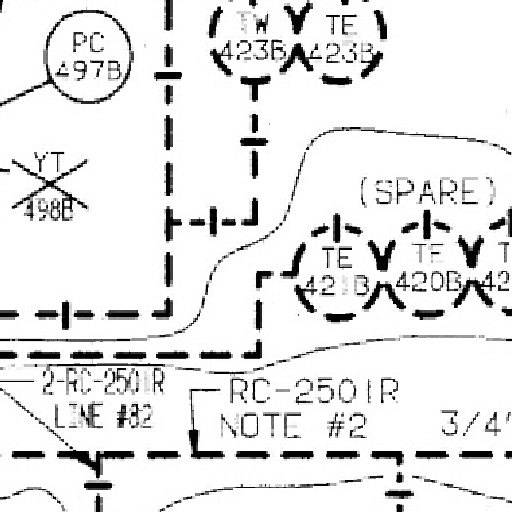 TW TE
423B 423B
PC
497B
YT
498B
(SPARE)
TE TE
421B 420B 42
2-RC-2501R
LINE #82
RC-2501R
NOTE #2
3/4"